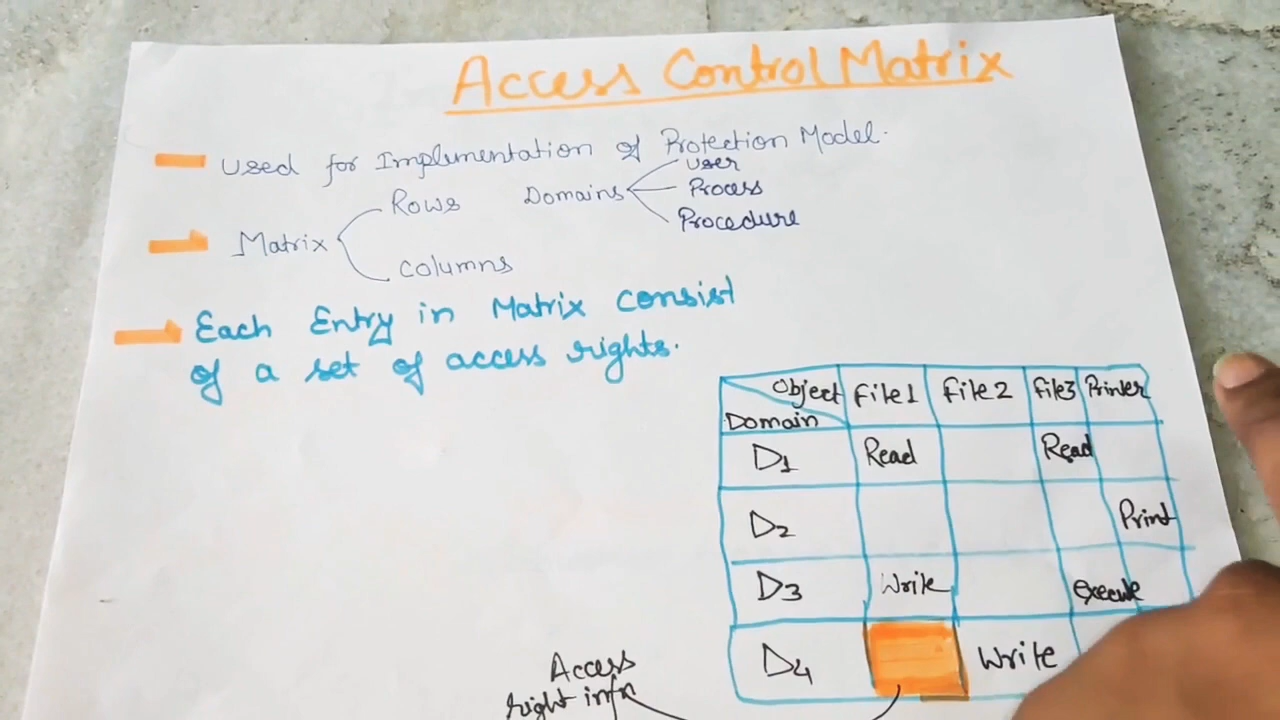 Access Control Matrix
Used for Implementation of Protection Model.
User
Rows Domains Process
Procedure
Matrix
Columns
Each Entry in Matrix consist
of a set of access rights.
Object File1 File2 File3 Printer
Domain
D1 Read Read
D2 Print
D3 Write execute
D4 Write
Access
right infn